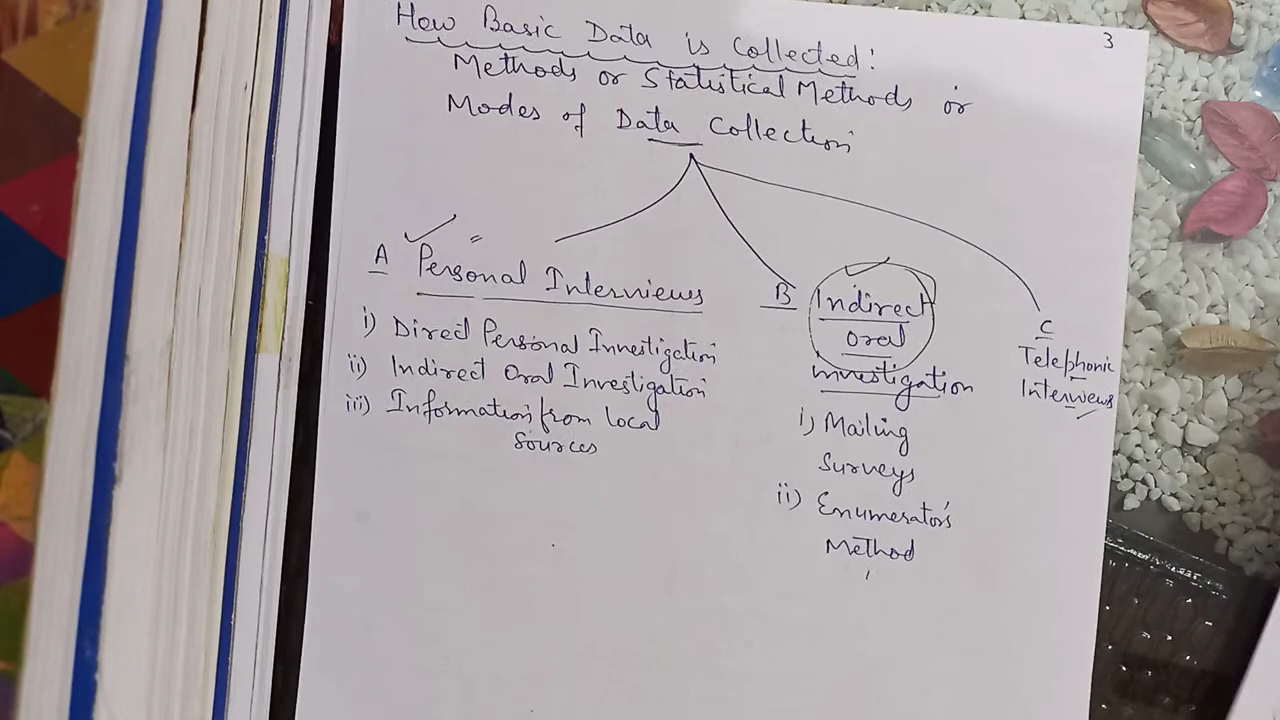 3
How Basic Data is Collected:
Methods or Statistical Methods or
Modes of Data Collection
A Personal Interviews
i) Direct Personal Investigation
ii) Indirect Oral Investigation
iii) Information from local
Sources
B Indirect
Oral
Investigation
i) Mailing
Surveys
ii) Enumerator's
Method
C
Telephonic
Interviews